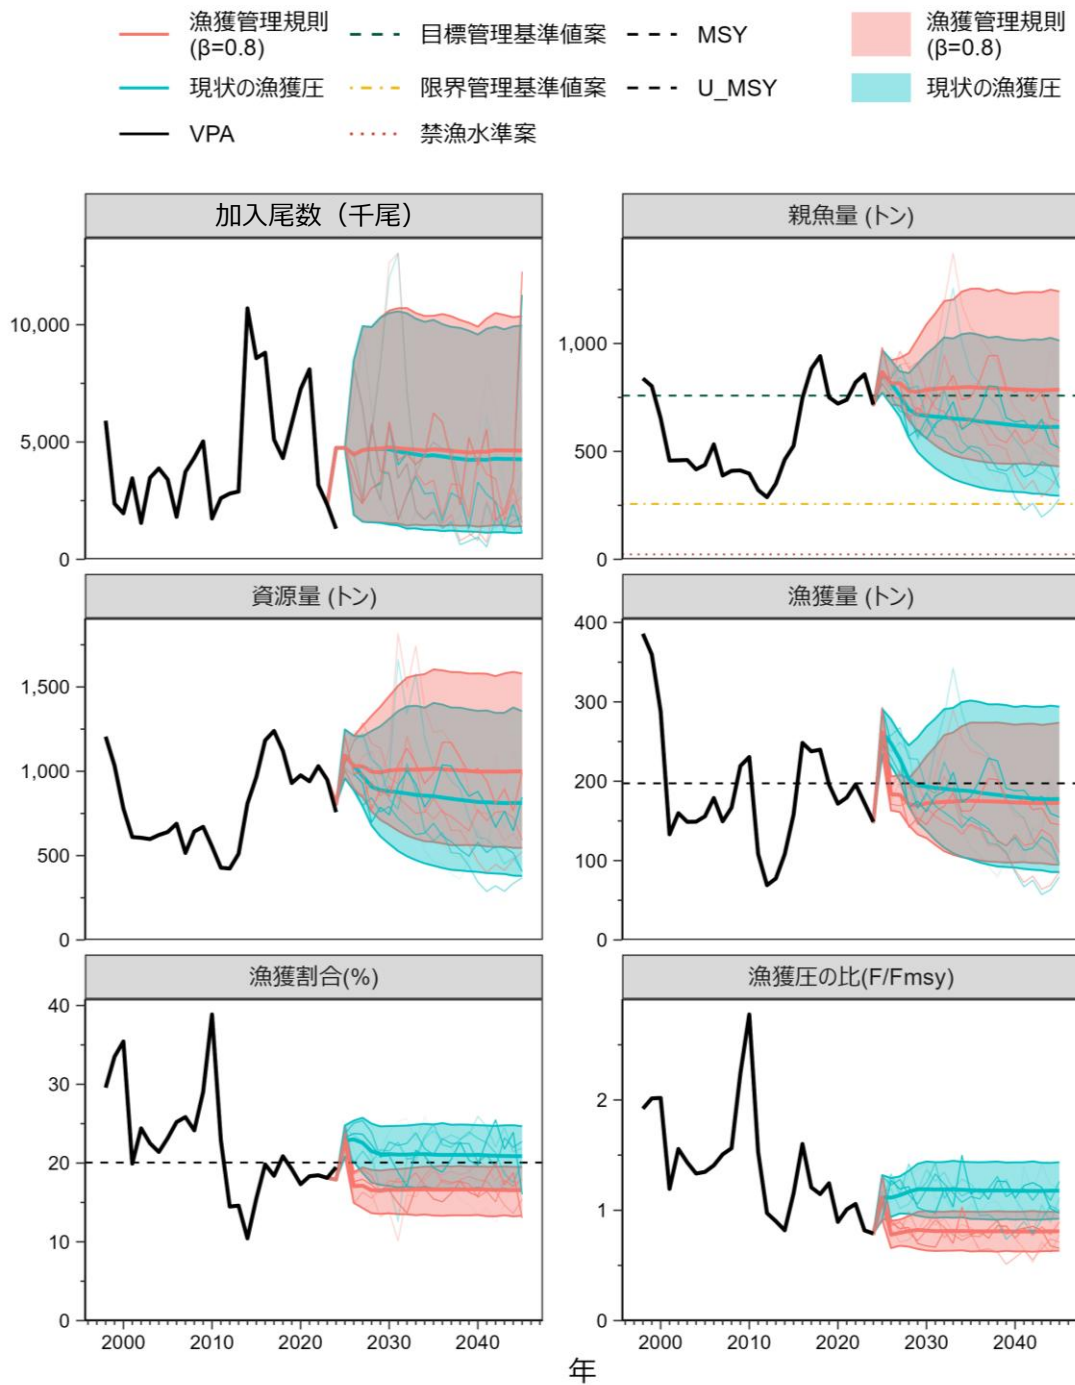 漁獲管理規則
(β=0.8)
目標管理基準値案
MSY
漁獲管理規則
(β=0.8)
現状の漁獲圧
限界管理基準値案
U_MSY
現状の漁獲圧
VPA
禁漁水準案
加入尾数（千尾）
親魚量 (トン)
10,000
5,000
0
1,000
500
0
資源量 (トン)
漁獲量 (トン)
1,500
1,000
500
0
400
300
200
100
0
漁獲割合(%)
漁獲圧の比(F/Fmsy)
40
30
20
10
0
2
1
0
2000 2010 2020 2030 2040
2000 2010 2020 2030 2040
年